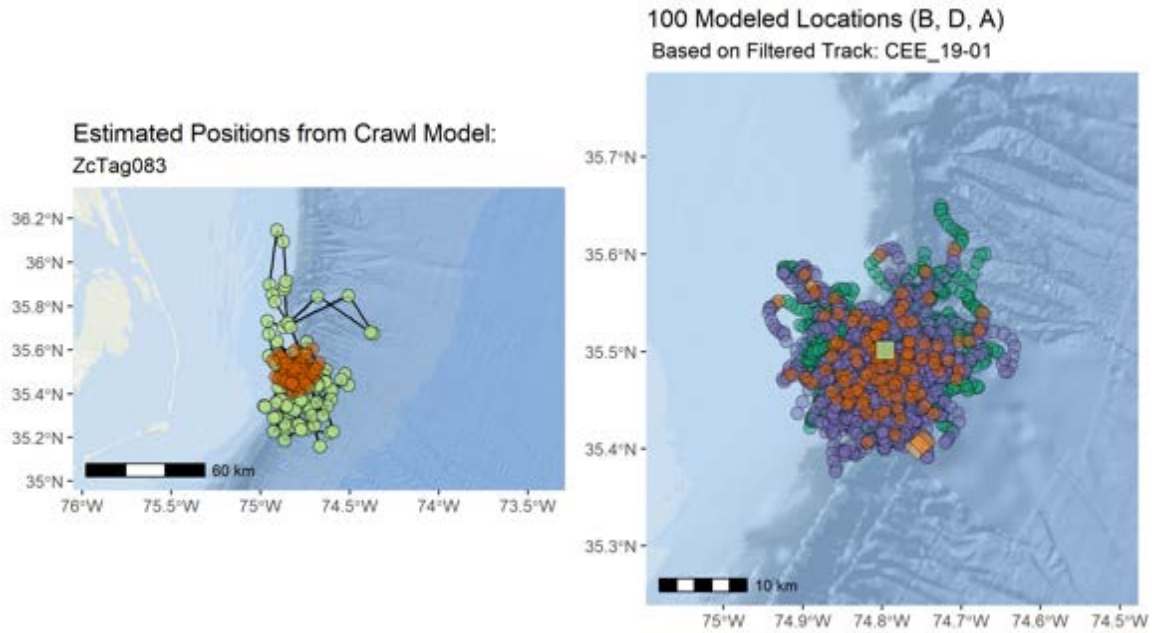 Estimated Positions from Crawl Model:
ZcTag083
36.2°N
36°N
35.8°N
35.6°N
35.4°N
35.2°N
35°N
60 km
76°W 75.5°W 75°W 74.5°W 74°W 73.5°W
100 Modeled Locations (B, D, A)
Based on Filtered Track: CEE_19-01
35.7°N
35.6°N
35.5°N
35.4°N
35.3°N
10 km
75°W 74.9°W 74.8°W 74.7°W 74.6°W 74.5°W